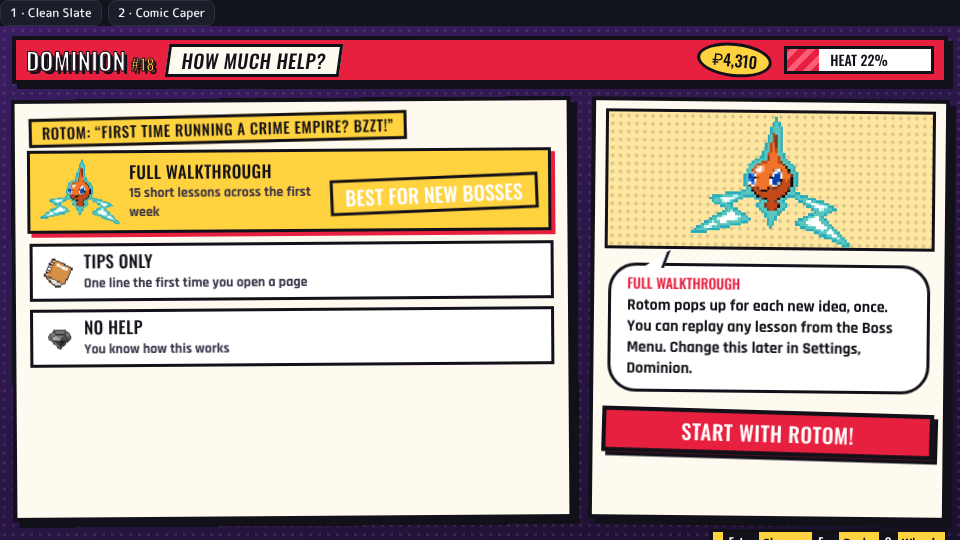 1 · Clean Slate
2 · Comic Caper
DOMINION #18
HOW MUCH HELP?
₽4,310
HEAT 22%
ROTOM: “FIRST TIME RUNNING A CRIME EMPIRE? BZZT!”
FULL WALKTHROUGH
15 short lessons across the first
week
BEST FOR NEW BOSSES
TIPS ONLY
One line the first time you open a page
NO HELP
You know how this works
FULL WALKTHROUGH
Rotom pops up for each new idea, once.
You can replay any lesson from the Boss
Menu. Change this later in Settings,
Dominion.
START WITH ROTOM!